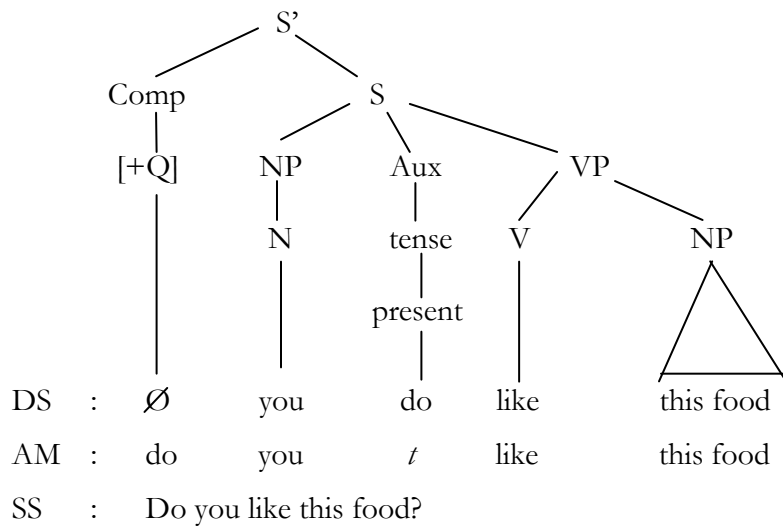 S’
Comp S
[+Q] NP Aux VP
N tense V NP
present
DS : Ø you do like this food
AM : do you t like this food
SS : Do you like this food?